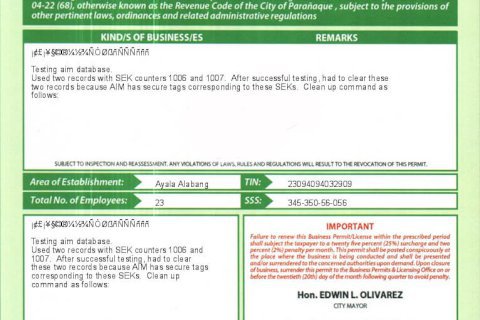 04-22 (68), otherwise known as the Revenue Code of the City of Parañaque , subject to the provisions of
other pertinent laws, ordinances and related administrative regulations
KIND/S OF BUSINESS/ES REMARKS
Testing aim database.
Used two records with SEK counters 1006 and 1007. After successful testing, had to clear these
two records because AIM has secure tags corresponding to these SEKs. Clean up command as
follows:
SUBJECT TO INSPECTION AND REASSESSMENT. ANY VIOLATIONS OF LAWS, RULES AND REGULATIONS WILL RESULT TO THE REVOCATION OF THIS PERMIT.
Area of Establishment: Ayala Alabang TIN: 23094094032909
Total No. of Employees: 23 SSS: 345-350-56-056
Testing aim database.
Used two records with SEK counters 1006 and
1007. After successful testing, had to clear
these two records because AIM has secure tags
corresponding to these SEKs. Clean up
command as follows:
IMPORTANT
Failure to renew this Business Permit/License within the prescribed period
shall subject the taxpayer to a twenty five percent (25%) surcharge and two
percent (2%) penalty per month. This permit shall be posted conspicuously at
the place where the business is being conducted and shall be presented
and/or surrendered to the concerned authorities upon demand. Upon closure
of business, surrender this permit to the Business Permits & Licensing Office on or
before the twentieth (20th) day of the month following quarter to avoid penalty.
Hon. EDWIN L. OLIVAREZ
CITY MAYOR